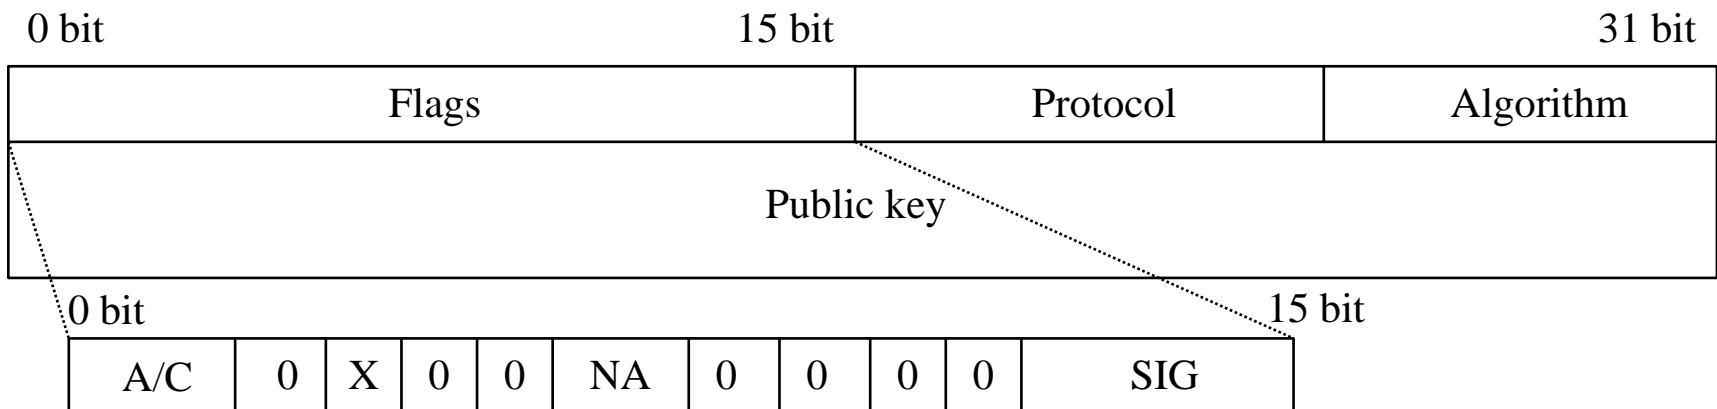 0 bit 15 bit 31 bit
Flags Protocol Algorithm
Public key
0 bit 15 bit
A/C 0 X 0 0 NA 0 0 0 0 SIG